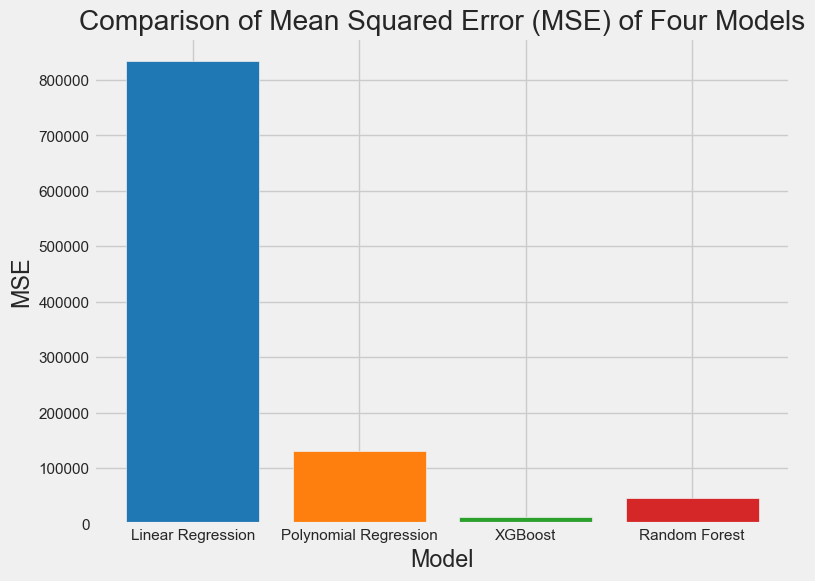 Comparison of Mean Squared Error (MSE) of Four Models
MSE
800000
700000
600000
500000
400000
300000
200000
100000
0
Linear Regression
Polynomial Regression
XGBoost
Random Forest
Model